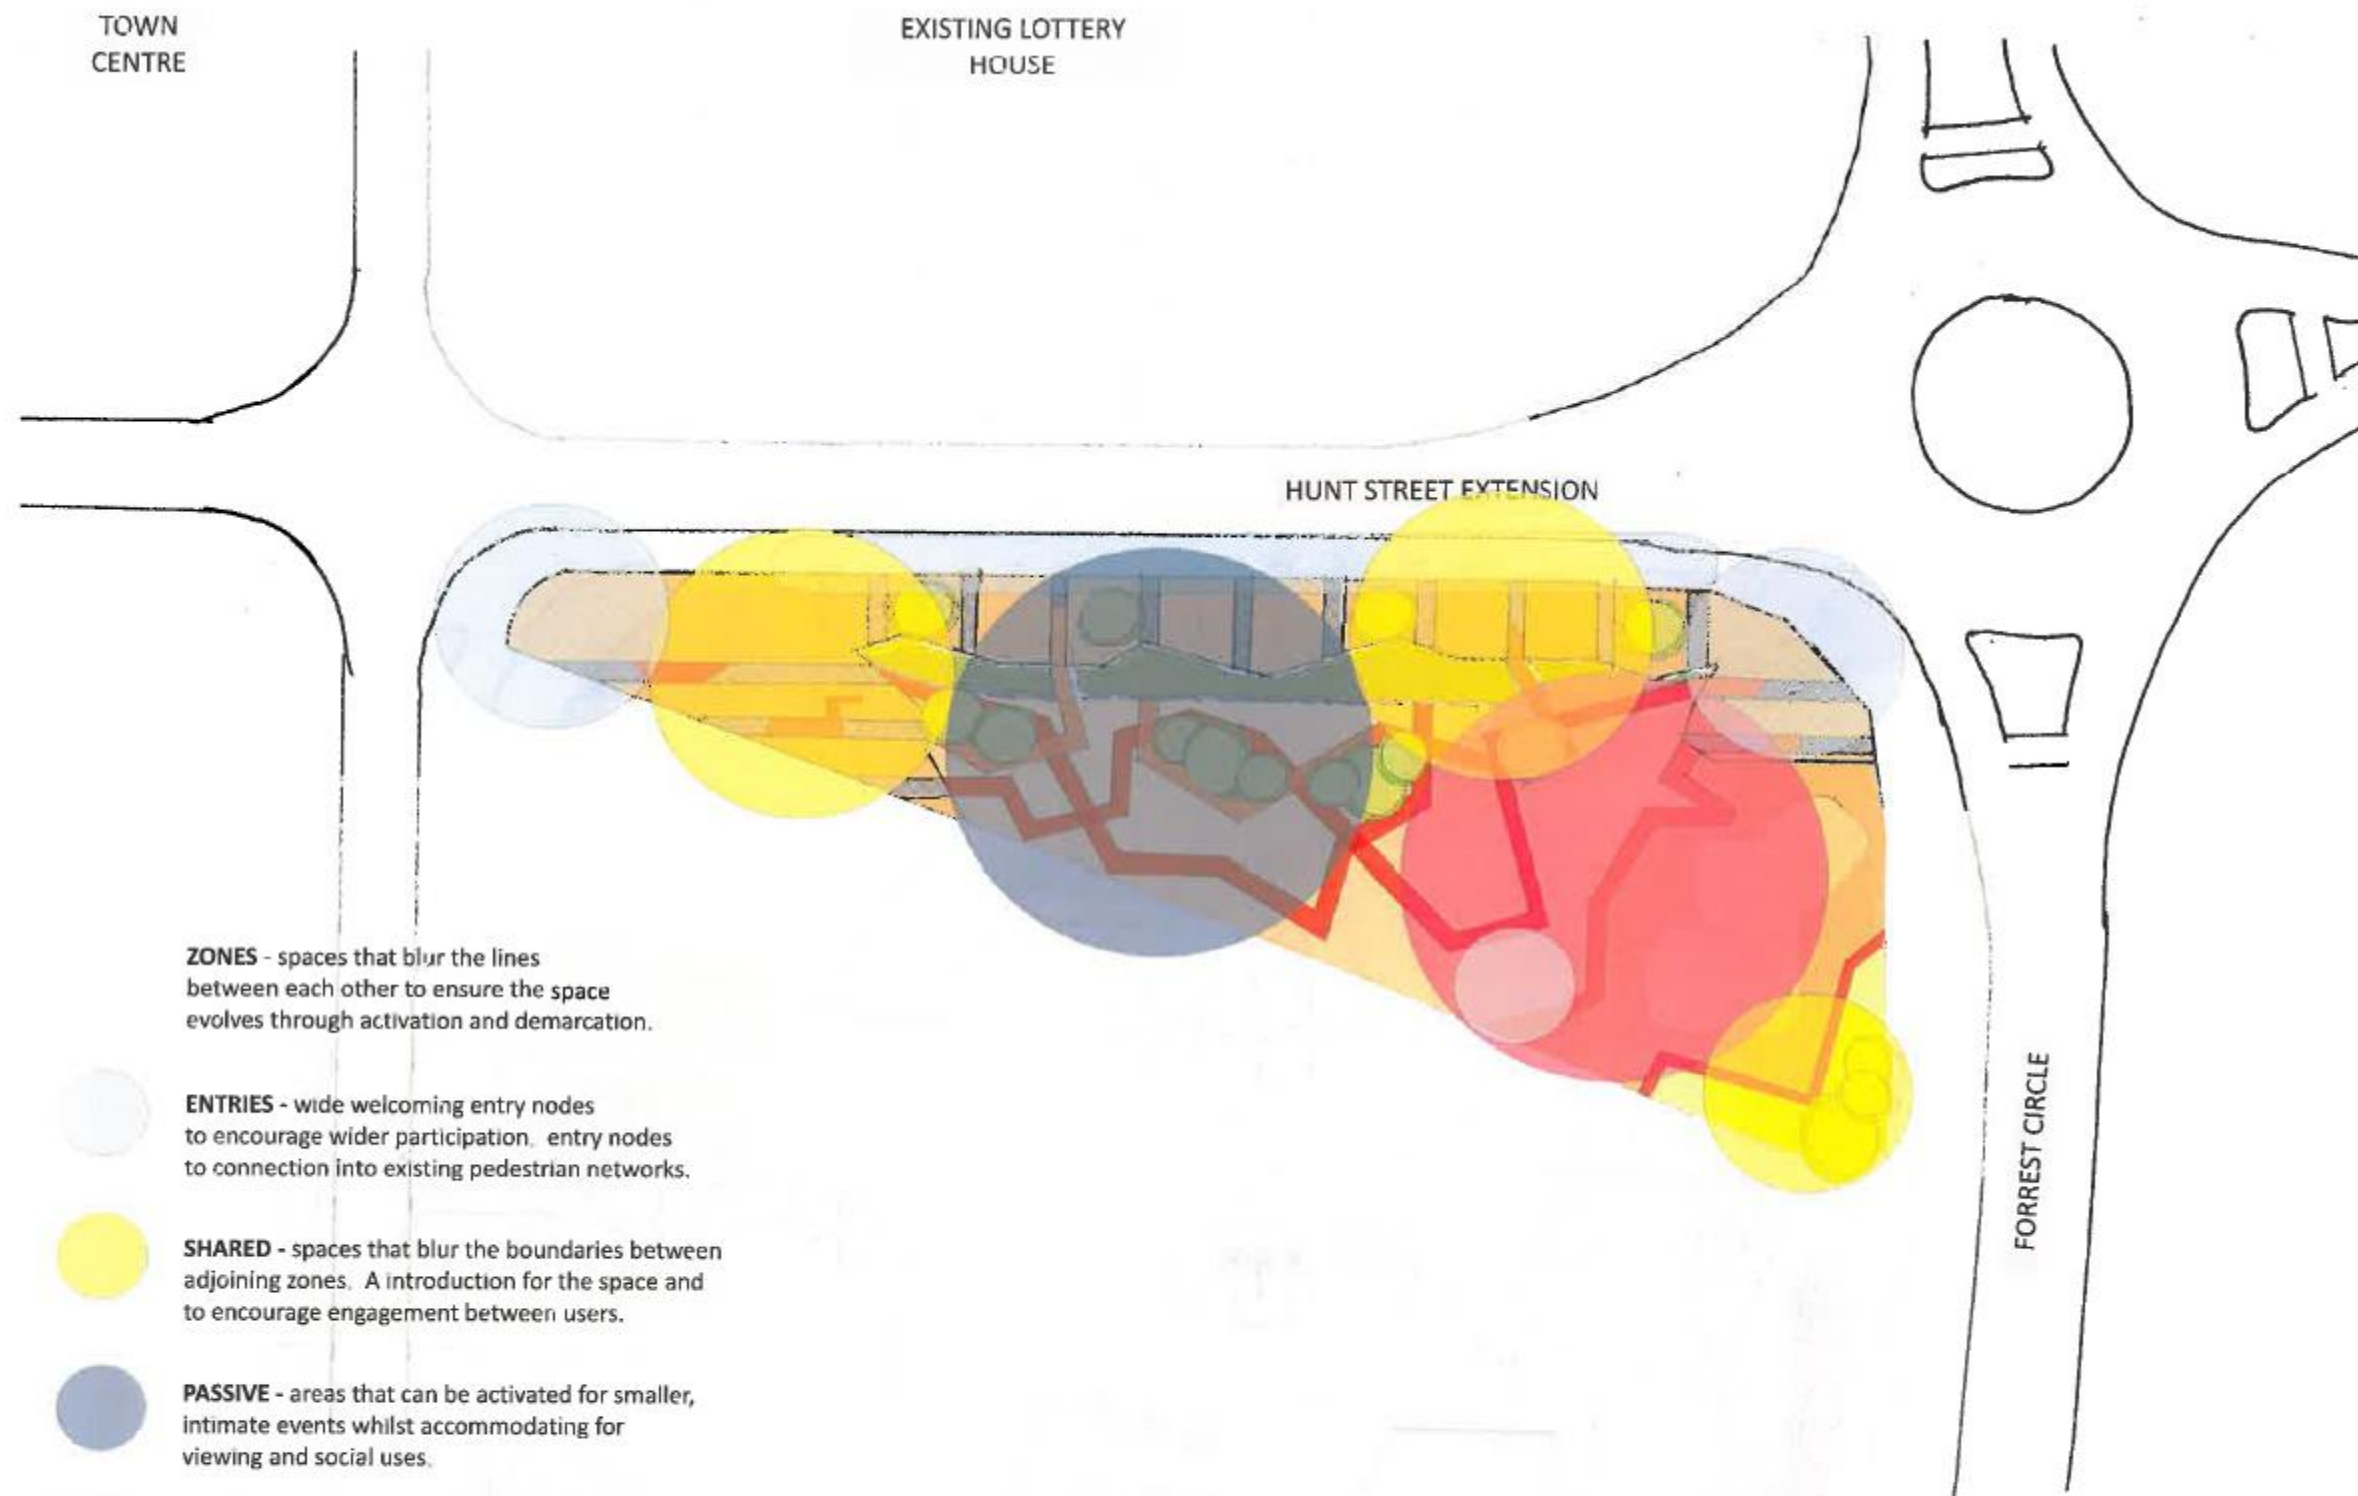 TOWN
CENTRE
EXISTING LOTTERY
HOUSE
HUNT STREET EXTENSION
ZONES - spaces that blur the lines
between each other to ensure the space
evolves through activation and demarcation.
ENTRIES - wide welcoming entry nodes
to encourage wider participation. entry nodes
to connection into existing pedestrian networks.
SHARED - spaces that blur the boundaries between
adjoining zones. A introduction for the space and
to encourage engagement between users.
PASSIVE - areas that can be activated for smaller,
intimate events whilst accommodating for
viewing and social uses.
FORREST CIRCLE